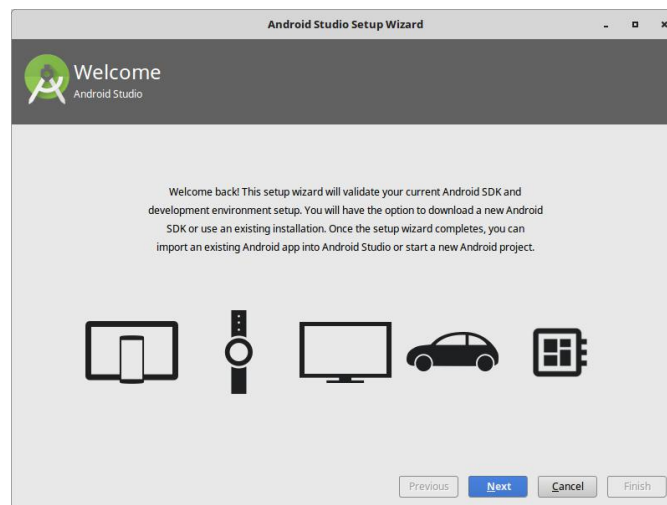 Android Studio Setup Wizard
Welcome
Android Studio
Welcome back! This setup wizard will validate your current Android SDK and
development environment setup. You will have the option to download a new Android
SDK or use an existing installation. Once the setup wizard completes, you can
import an existing Android app into Android Studio or start a new Android project.
Previous Next Cancel Finish